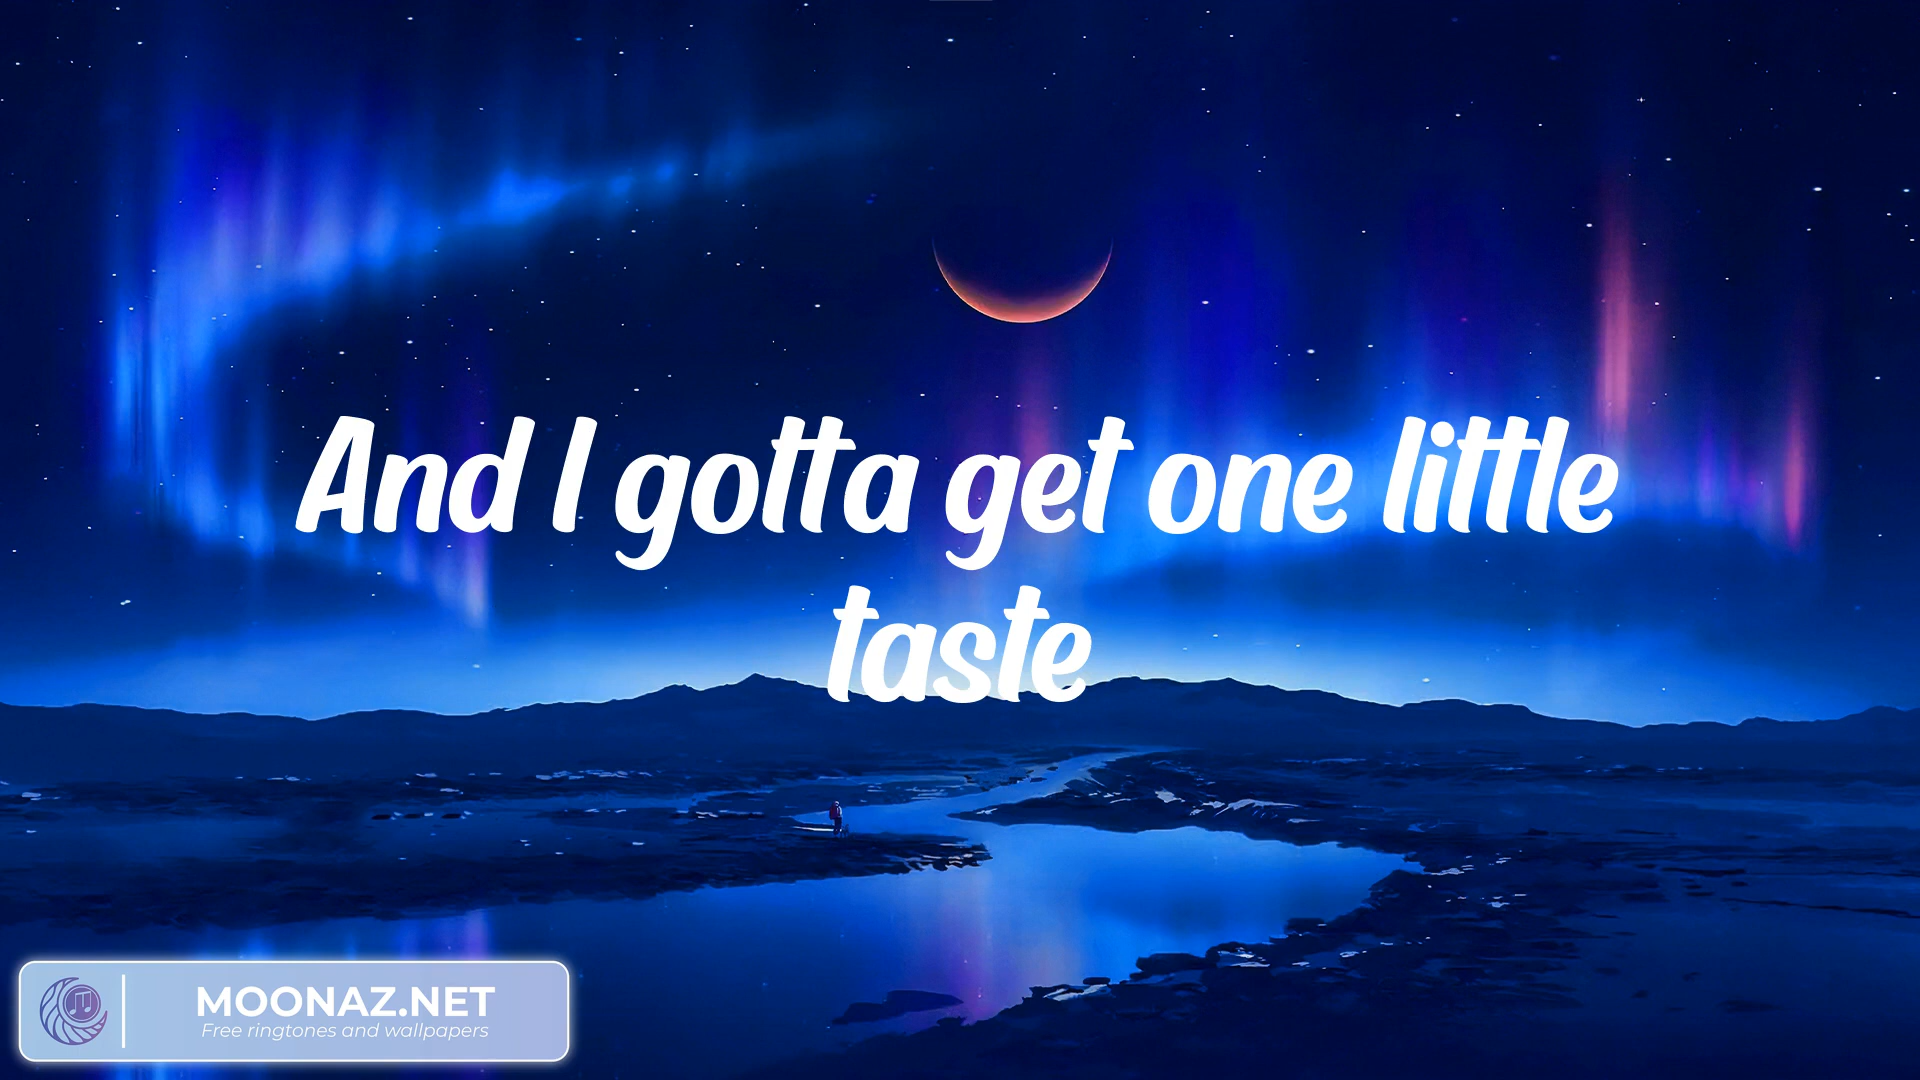 And I gotta get one little
taste
MOONAZ.NET
Free ringtones and wallpapers